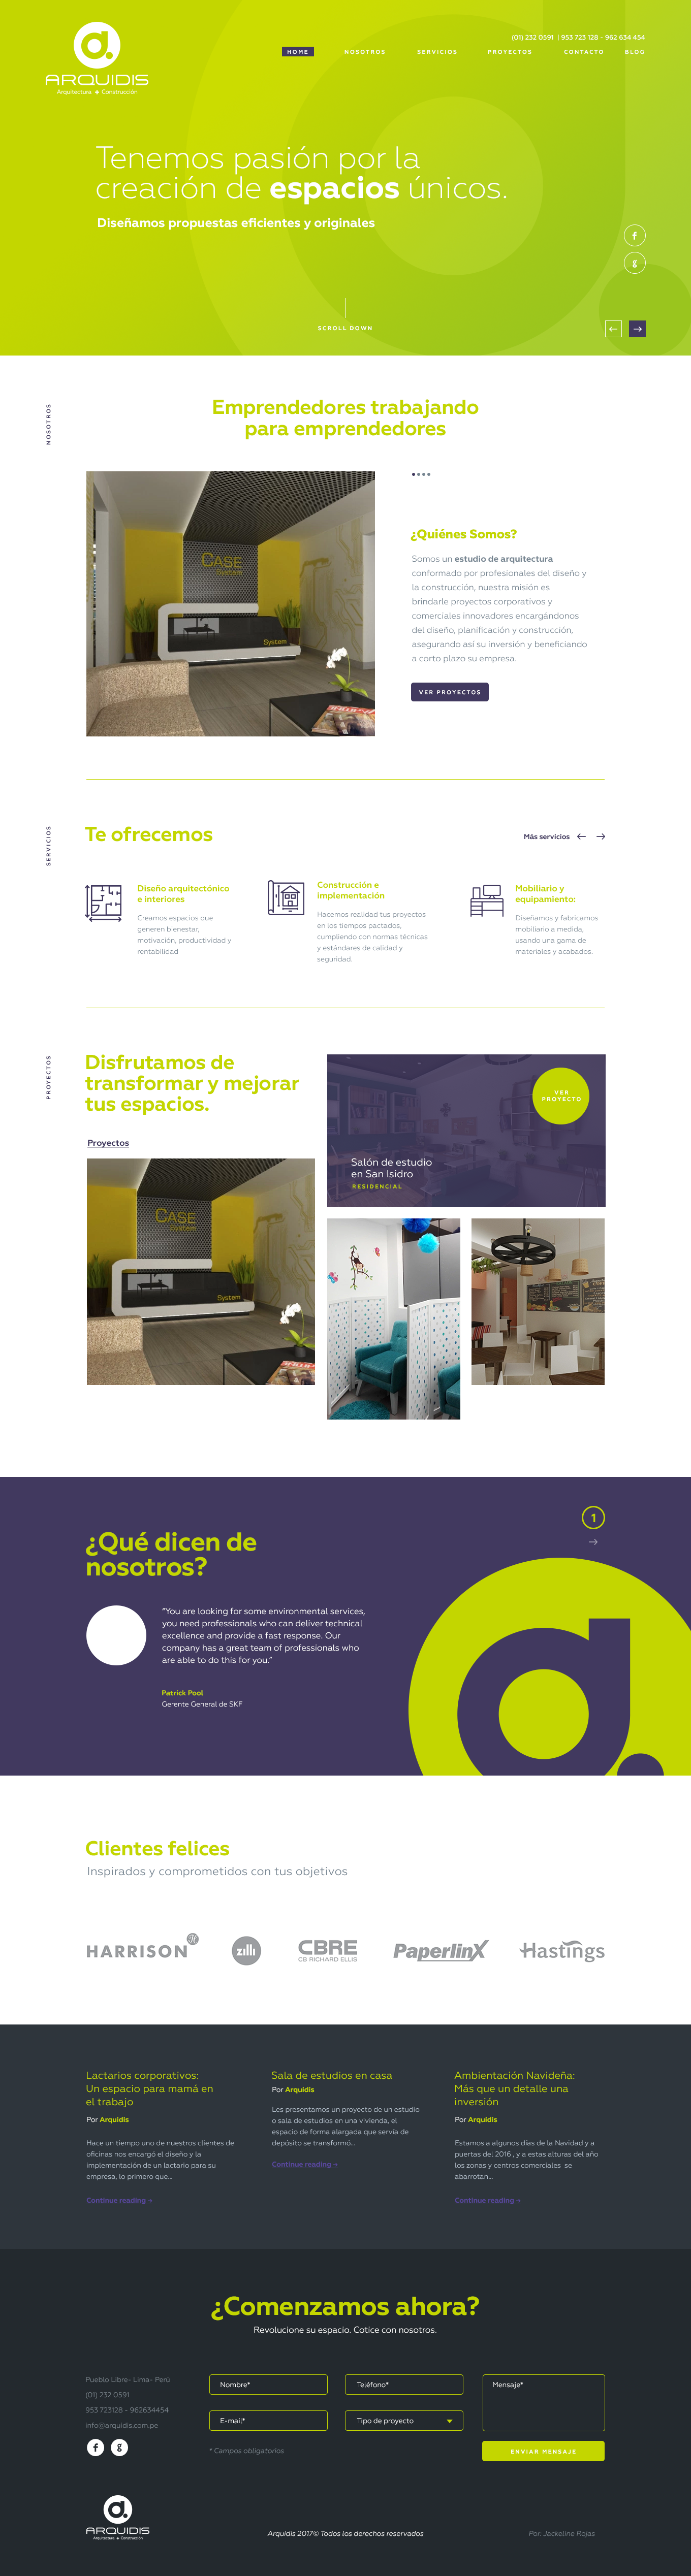 (01) 232 0591 | 953 723 128 - 962 634 454
HOME NOSOTROS SERVICIOS PROYECTOS CONTACTO BLOG
ARQUIDIS
Arquitectura + Construcción
Tenemos pasión por la
creación de espacios únicos.
Diseñamos propuestas eficientes y originales
SCROLL DOWN
NOSOTROS
Emprendedores trabajando
para emprendedores
CASE
System
System
¿Quiénes Somos?
Somos un estudio de arquitectura
conformado por profesionales del diseño y
la construcción, nuestra misión es
brindarle proyectos corporativos y
comerciales innovadores encargándonos
del diseño, planificación y construcción,
asegurando así su inversión y beneficiando
a corto plazo su empresa.
VER PROYECTOS
SERVICIOS
Te ofrecemos
Más servicios ← →
Diseño arquitectónico
e interiores
Creamos espacios que
generen bienestar,
motivación, productividad y
rentabilidad
Construcción e
implementación
Hacemos realidad tus proyectos
en los tiempos pactados,
cumpliendo con normas técnicas
y estándares de calidad y
seguridad.
Mobiliario y
equipamiento:
Diseñamos y fabricamos
mobiliario a medida,
usando una gama de
materiales y acabados.
PROYECTOS
Disfrutamos de
transformar y mejorar
tus espacios.
Proyectos
CASE
System
System
VER
PROYECTO
Salón de estudio
en San Isidro
RESIDENCIAL
¿Qué dicen de
nosotros?
1
"You are looking for some environmental services,
you need professionals who can deliver technical
excellence and provide a fast response. Our
company has a great team of professionals who
are able to do this for you."
Patrick Pool
Gerente General de SKF
Clientes felices
Inspirados y comprometidos con tus objetivos
HARRISON H
zilli
CBRE
CB RICHARD ELLIS
PaperlinX
Hastings
Lactarios corporativos:
Un espacio para mamá en
el trabajo
Por Arquidis
Hace un tiempo uno de nuestros clientes de
oficinas nos encargó el diseño y la
implementación de un lactario para su
empresa, lo primero que...
Continue reading →
Sala de estudios en casa
Por Arquidis
Les presentamos un proyecto de un estudio
o sala de estudios en una vivienda, el
espacio de forma alargada que servía de
depósito se transformó...
Continue reading →
Ambientación Navideña:
Más que un detalle una
inversión
Por Arquidis
Estamos a algunos días de la Navidad y a
puertas del 2016 , y a estas alturas del año
los zonas y centros comerciales se
abarrotan...
Continue reading →
¿Comenzamos ahora?
Revolucione su espacio. Cotice con nosotros.
Pueblo Libre- Lima- Perú
(01) 232 0591
953 723128 - 962634454
info@arquidis.com.pe
Nombre*
Teléfono*
Mensaje*
E-mail*
Tipo de proyecto
* Campos obligatorios
ENVIAR MENSAJE
ARQUIDIS
Arquitectura + Construcción
Arquidis 2017© Todos los derechos reservados
Por: Jackeline Rojas